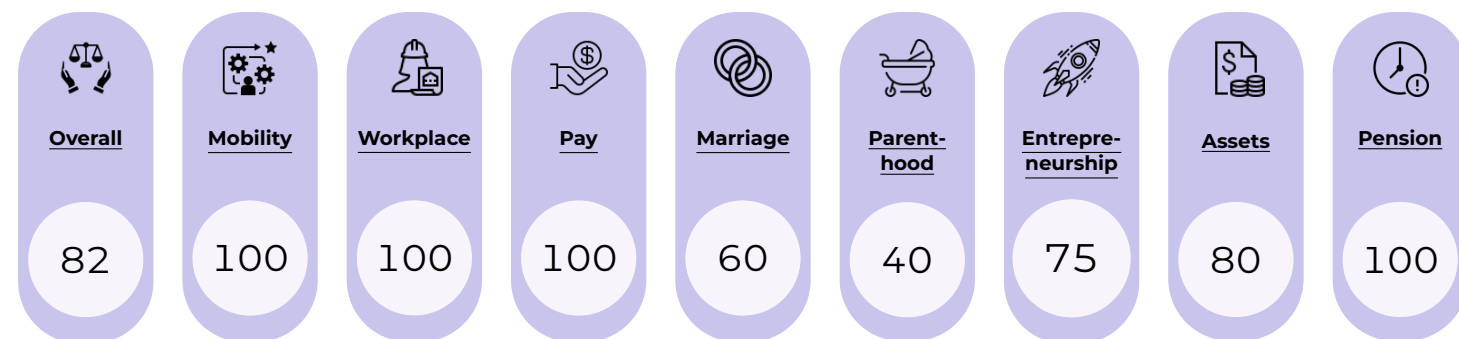 Overall
82
Mobility
100
Workplace
100
Pay
100
Marriage
60
Parent-
hood
40
Entrepre-
neurship
75
Assets
80
Pension
100